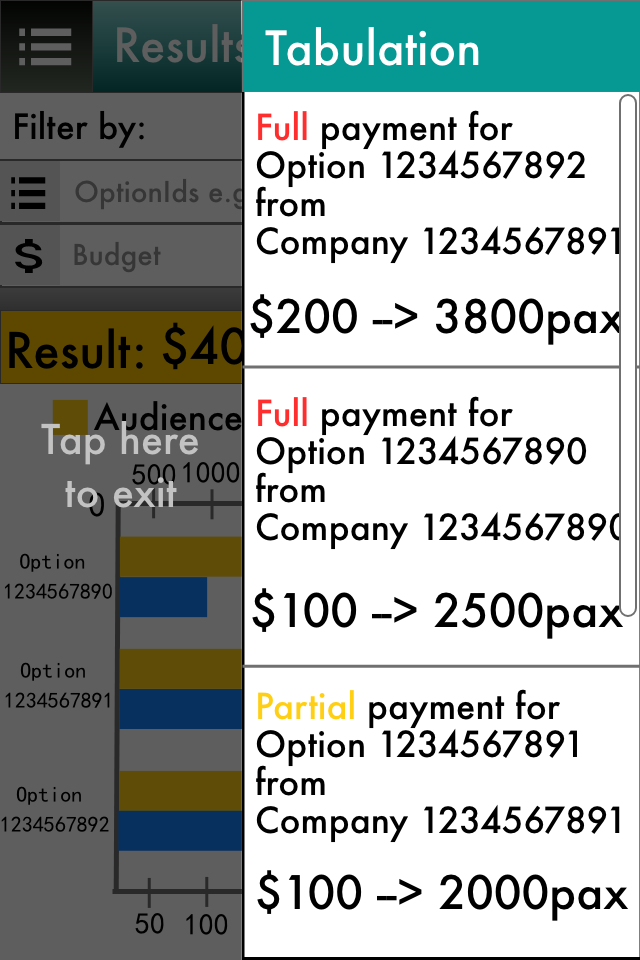 Results
Tabulation
Filter by:
OptionIds e.g
$ Budget
Result: $40
Audience
Tap here
to exit
500 1000
0
Option
1234567890
Option
1234567891
Option
1234567892
50 100
Full payment for
Option 1234567892
from
Company 1234567891
$200 --> 3800pax
Full payment for
Option 1234567890
from
Company 1234567890
$100 --> 2500pax
Partial payment for
Option 1234567891
from
Company 1234567891
$100 --> 2000pax